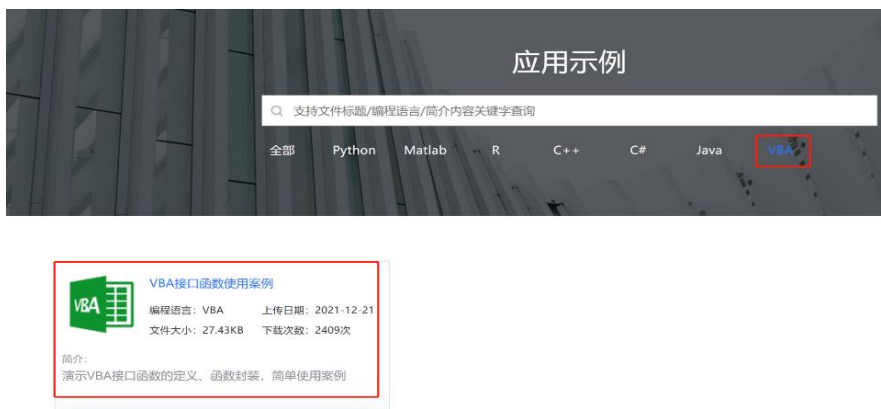 应用示例
支持文件标题/编程语言/简介内容关键字查询
全部 Python Matlab R C++ C# Java VBA
VBA接口函数使用案例
VBA
编程语言：VBA 上传日期：2021-12-21
文件大小：27.43KB 下载次数：2409次
简介：
演示VBA接口函数的定义、函数封装，简单使用案例